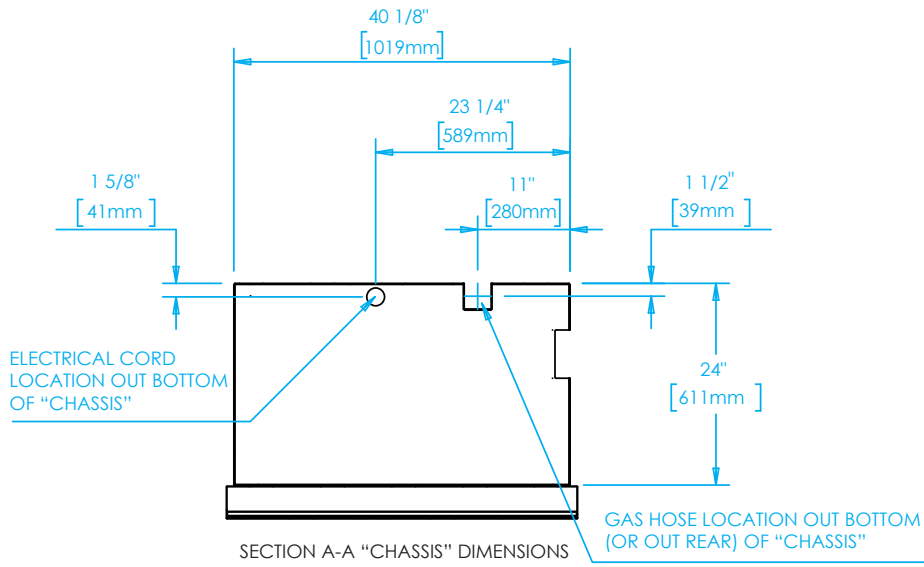 40 1/8"
[1019mm]
23 1/4"
[589mm]
1 5/8"
[41mm]
11"
[280mm]
1 1/2"
[39mm]
ELECTRICAL CORD
LOCATION OUT BOTTOM
OF “CHASSIS”
24"
[611mm]
GAS HOSE LOCATION OUT BOTTOM
(OR OUT REAR) OF “CHASSIS”
SECTION A-A “CHASSIS” DIMENSIONS